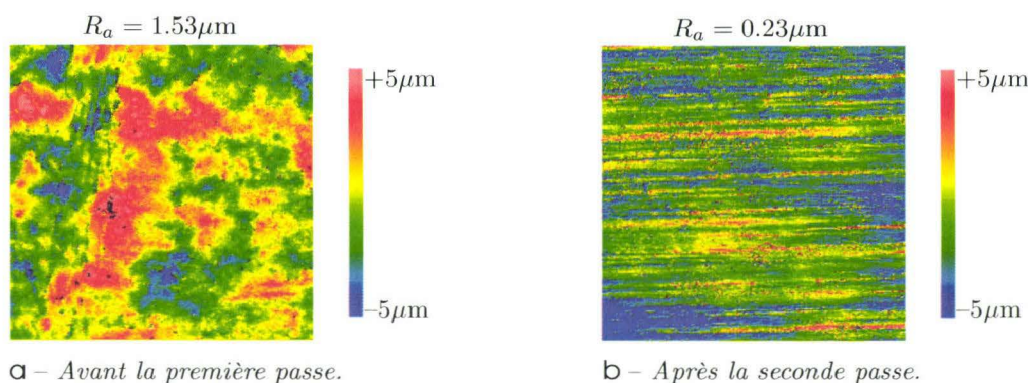 Rₐ = 1.53μm
+5μm
–5μm
a – Avant la première passe.
Rₐ = 0.23μm
+5μm
–5μm
b – Après la seconde passe.